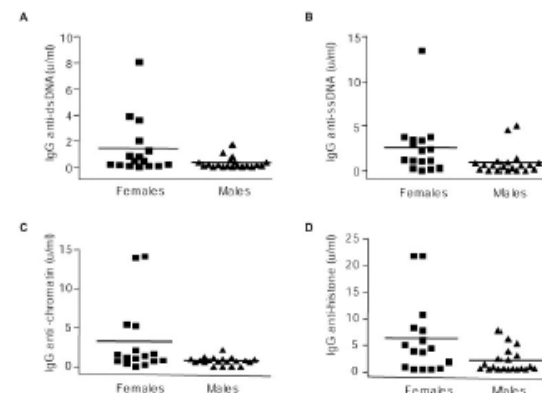 A
IgG anti-dsDNA (u/ml)
10
8
6
4
2
0
Females Males
B
IgG anti-ssDNA (u/ml)
15
10
5
0
Females Males
C
IgG anti-chromatin (u/ml)
15
10
5
0
Females Males
D
IgG anti-histone (u/ml)
25
20
15
10
5
0
Females Males